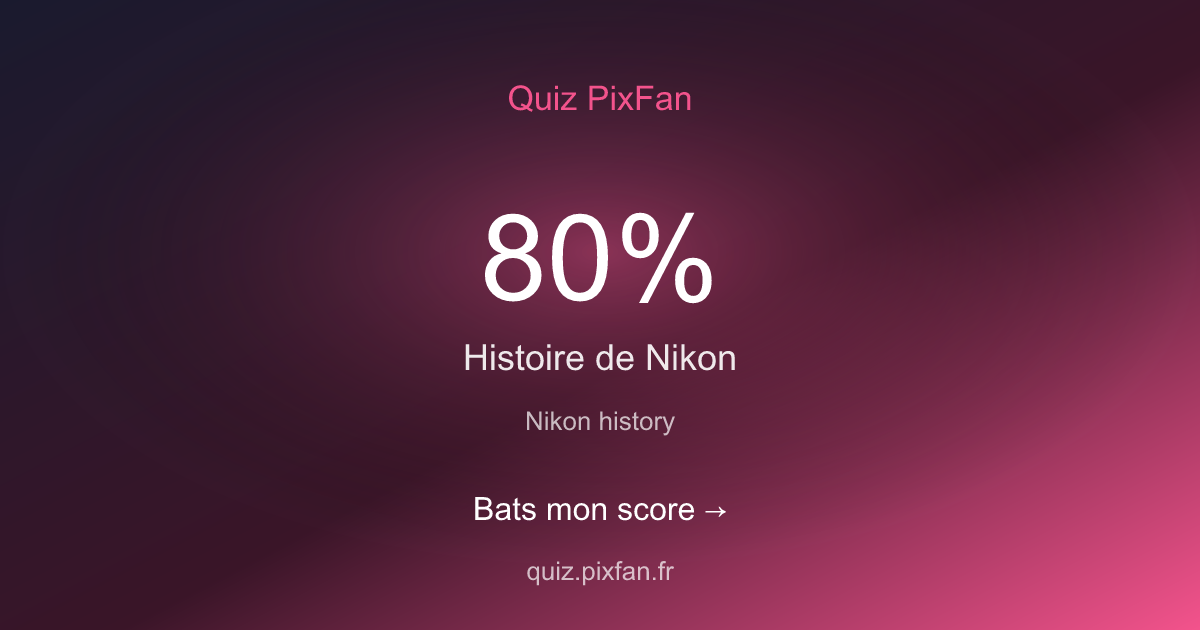 Quiz PixFan
80%
Histoire de Nikon
Nikon history
Bats mon score →
quiz.pixfan.fr